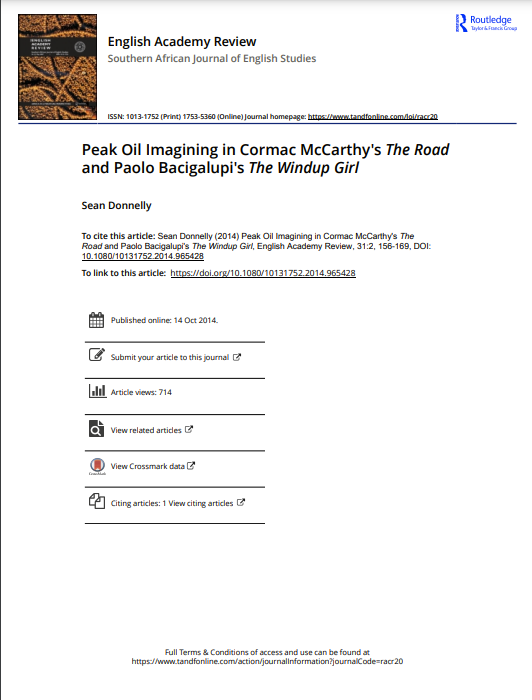 Routledge
Taylor & Francis Group
ENGLISH
ACADEMY
REVIEW
English Academy Review
Southern African Journal of English Studies
ISSN: 1013-1752 (Print) 1753-5360 (Online) Journal homepage: https://www.tandfonline.com/loi/racr20
Peak Oil Imagining in Cormac McCarthy's The Road
and Paolo Bacigalupi's The Windup Girl
Sean Donnelly
To cite this article: Sean Donnelly (2014) Peak Oil Imagining in Cormac McCarthy's The
Road and Paolo Bacigalupi's The Windup Girl, English Academy Review, 31:2, 156-169, DOI:
10.1080/10131752.2014.965428
To link to this article: https://doi.org/10.1080/10131752.2014.965428
Published online: 14 Oct 2014.
Submit your article to this journal
Article views: 714
View related articles
View Crossmark data
CrossMark
Citing articles: 1 View citing articles
Full Terms & Conditions of access and use can be found at
https://www.tandfonline.com/action/journalInformation?journalCode=racr20